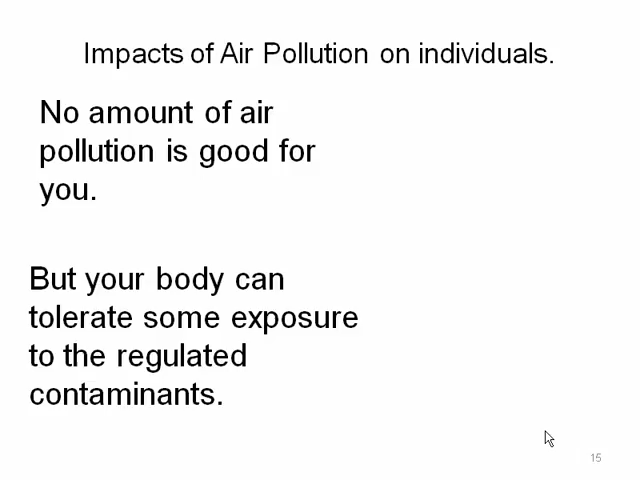 Impacts of Air Pollution on individuals.
No amount of air
pollution is good for
you.
But your body can
tolerate some exposure
to the regulated
contaminants.
15